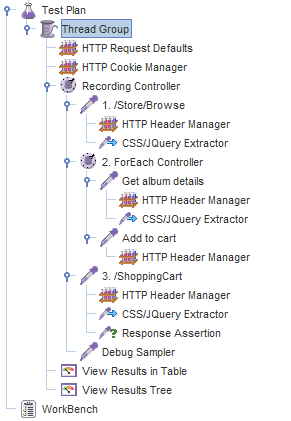 Test Plan
Thread Group
HTTP Request Defaults
HTTP Cookie Manager
Recording Controller
1. /Store/Browse
HTTP Header Manager
CSS/JQuery Extractor
2. ForEach Controller
Get album details
HTTP Header Manager
CSS/JQuery Extractor
Add to cart
HTTP Header Manager
3. /ShoppingCart
HTTP Header Manager
CSS/JQuery Extractor
Response Assertion
Debug Sampler
View Results in Table
View Results Tree
WorkBench